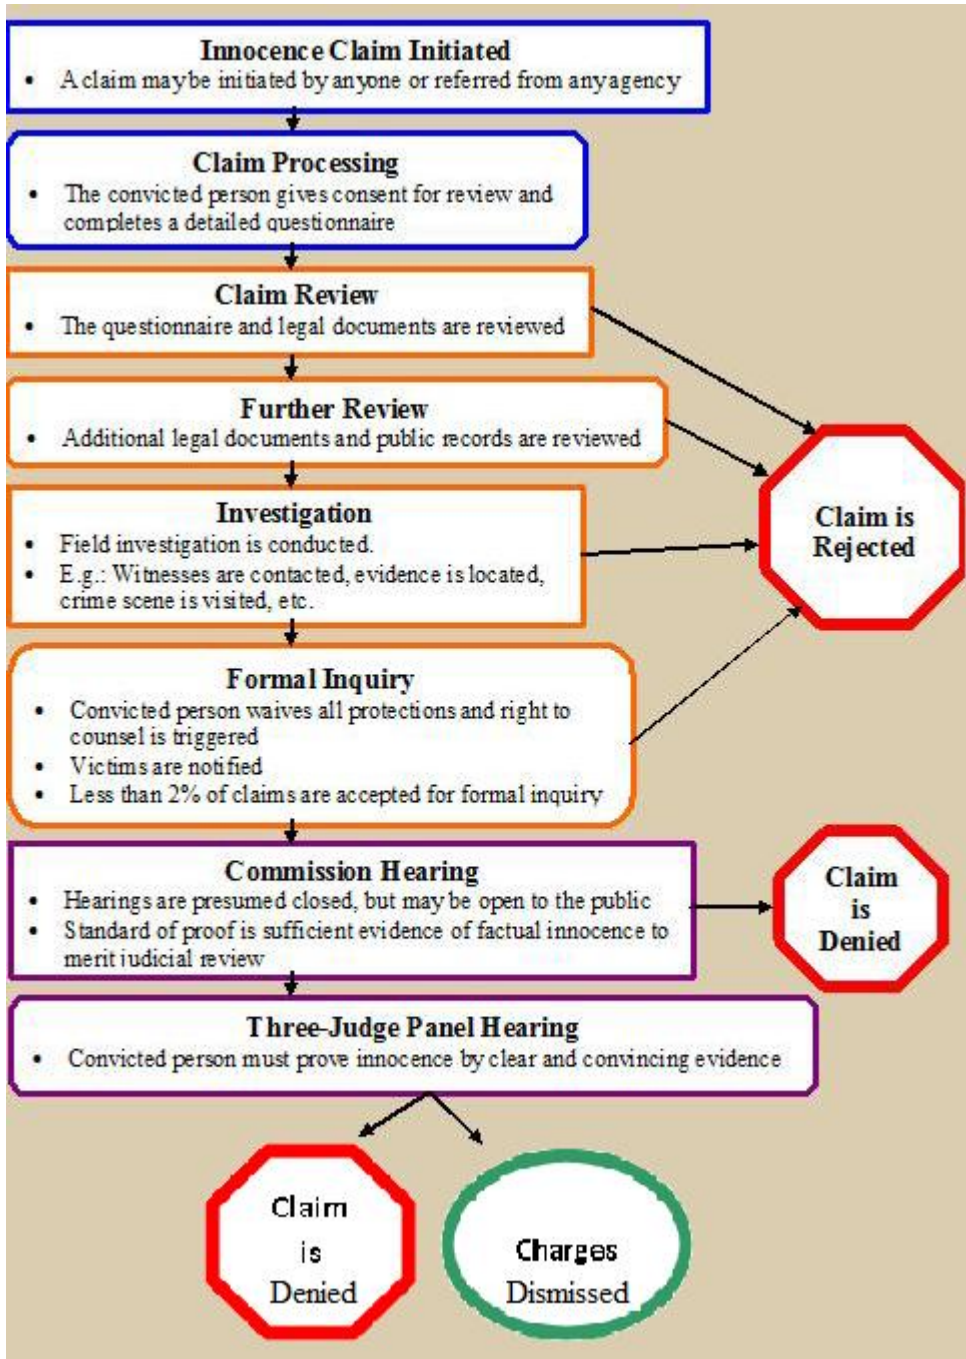 Innocence Claim Initiated
• A claim may be initiated by anyone or referred from any agency
Claim Processing
• The convicted person gives consent for review and
completes a detailed questionnaire
Claim Review
• The questionnaire and legal documents are reviewed
Further Review
• Additional legal documents and public records are reviewed
Investigation
• Field investigation is conducted.
• E.g.: Witnesses are contacted, evidence is located,
crime scene is visited, etc.
Claim is
Rejected
Formal Inquiry
• Convicted person waives all protections and right to
counsel is triggered
• Victims are notified
• Less than 2% of claims are accepted for formal inquiry
Commission Hearing
• Hearings are presumed closed, but may be open to the public
• Standard of proof is sufficient evidence of factual innocence to
merit judicial review
Claim
is
Denied
Three-Judge Panel Hearing
• Convicted person must prove innocence by clear and convincing evidence
Claim
is
Denied
Charges
Dismissed